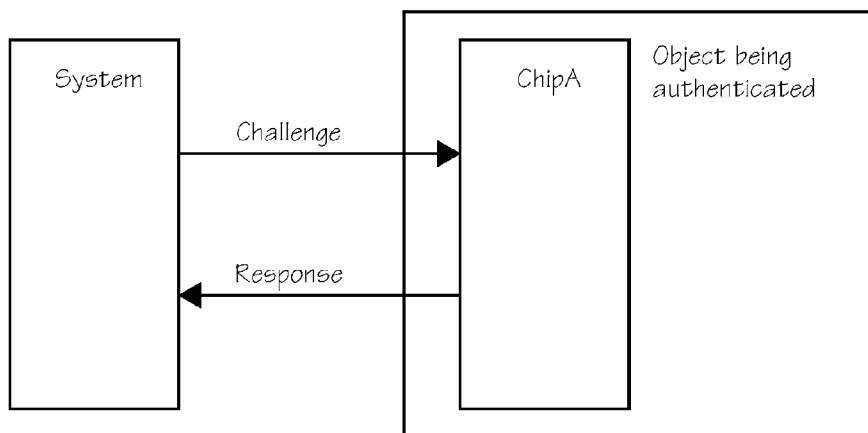 System
ChipA
Object being
authenticated
Challenge
Response